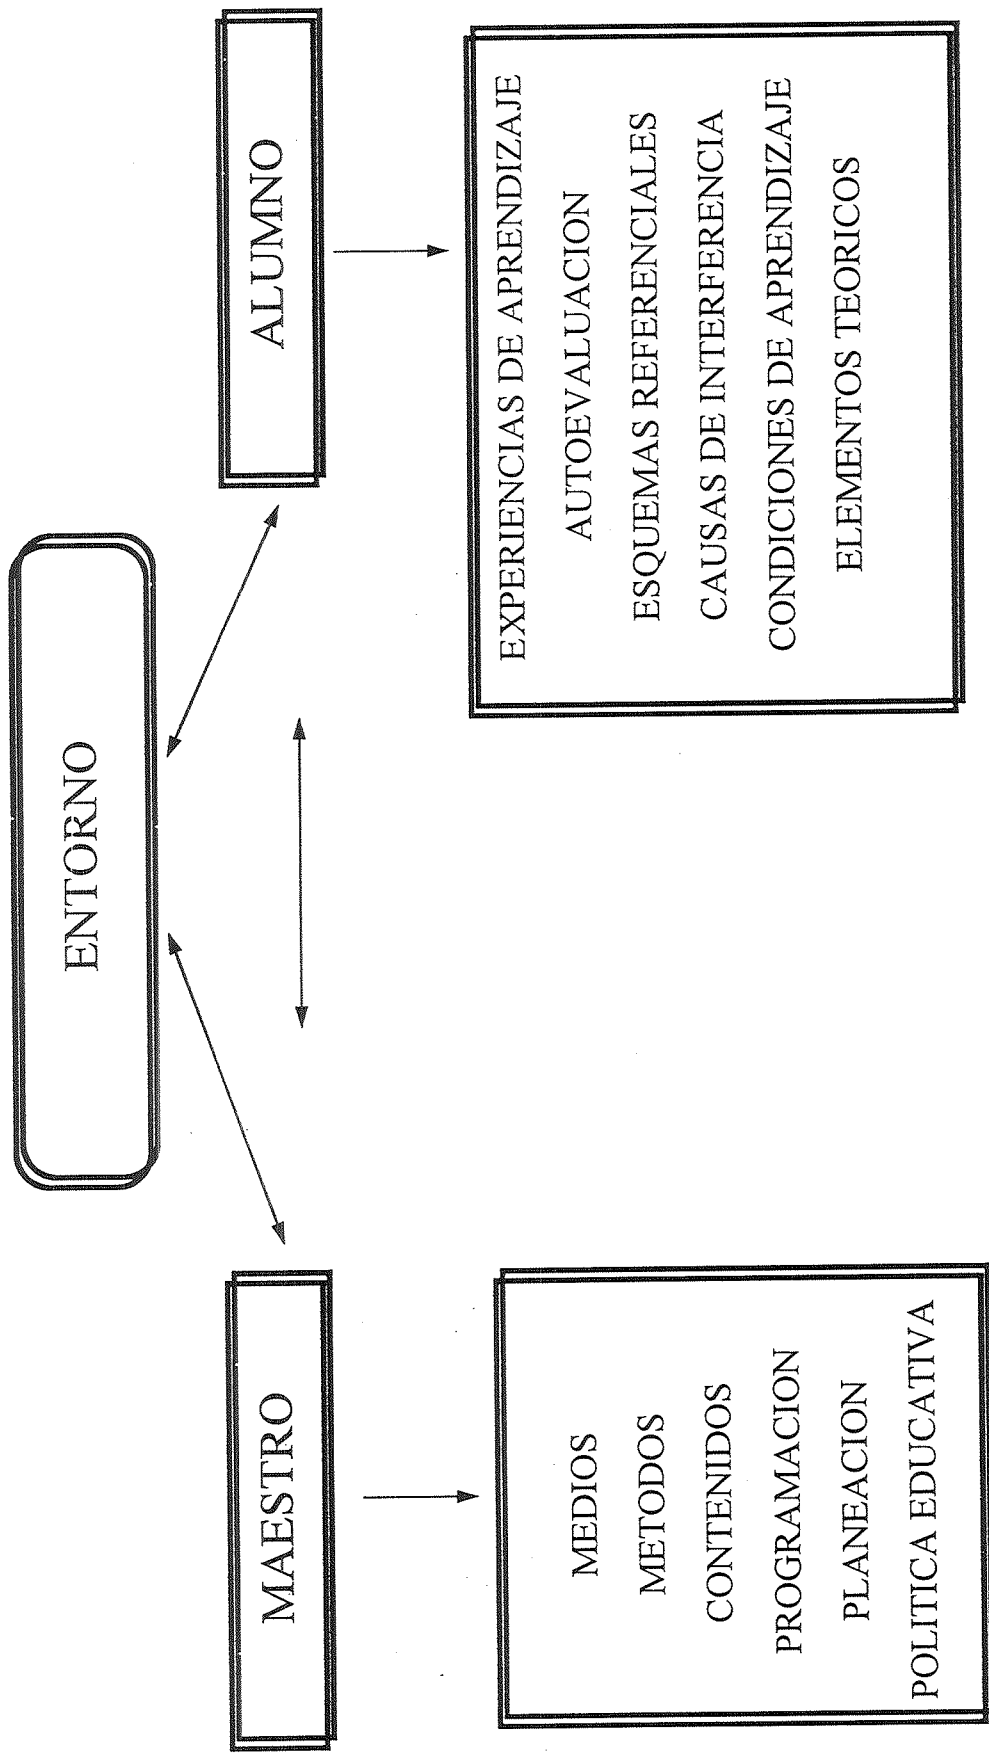 ENTORNO
MAESTRO
ALUMNO
MEDIOS
METODOS
CONTENIDOS
PROGRAMACION
PLANEACION
POLITICA EDUCATIVA
EXPERIENCIAS DE APRENDIZAJE
AUTOEVALUACION
ESQUEMAS REFERENCIALES
CAUSAS DE INTERFERENCIA
CONDICIONES DE APRENDIZAJE
ELEMENTOS TEORICOS